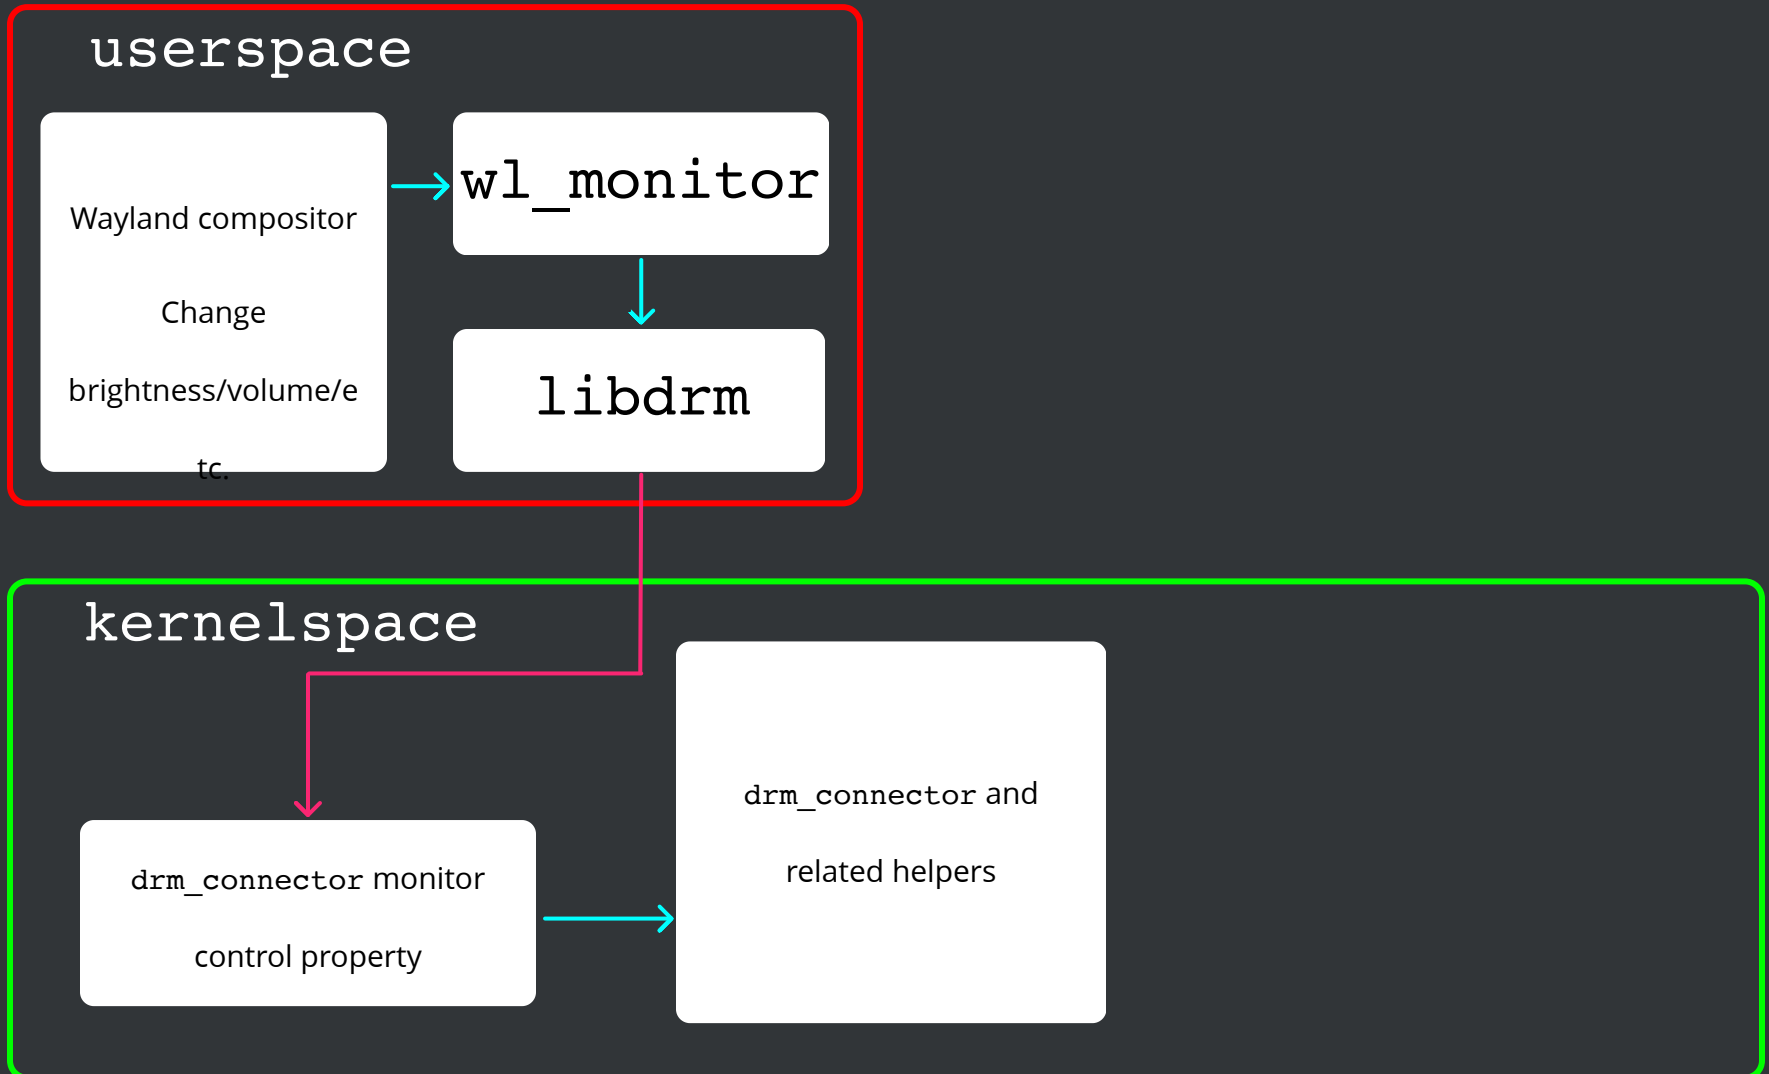 userspace
Wayland compositor
Change
brightness/volume/e
tc.
wl_monitor
libdrm
kernelspace
drm_connector monitor
control property
drm_connector and
related helpers